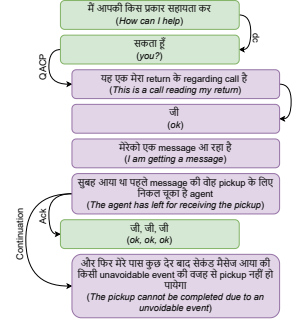 मैं आपकी किस प्रकार सहायता कर
(How can I help)
pc
सकता हूँ
(you?)
QACP
यह एक मेरा return के regarding call है
(This is a call reading my return)
जी
(ok)
मेरेको एक message आ रहा है
(I am getting a message)
सुबह आया था पहले message की वोह pickup के लिए
निकल चूका है agent
(The agent has left for receiving the pickup)
Ack
जी, जी, जी
(ok, ok, ok)
Continuation
और फिर मेरे पास कुछ देर बाद सेकंड मैसेज आया की
किसी unavoidable event की वजह से pickup नहीं हो
पायेगा
(The pickup cannot be completed due to an
unvoidable event)